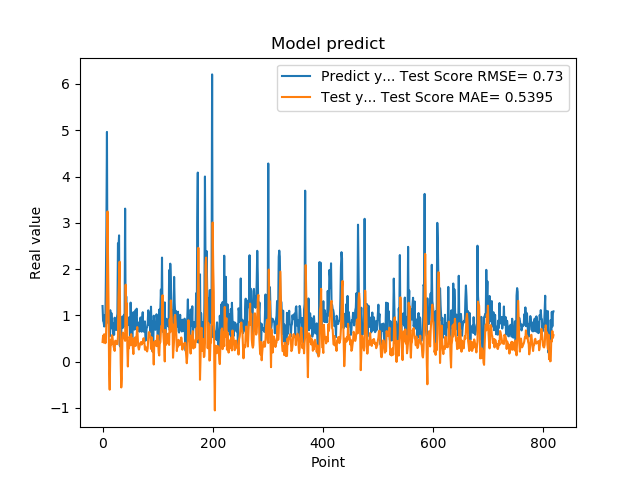 Model predict
Predict y... Test Score RMSE= 0.73
Test y... Test Score MAE= 0.5395
6
5
4
3
2
1
0
−1
Real value
0 200 400 600 800
Point